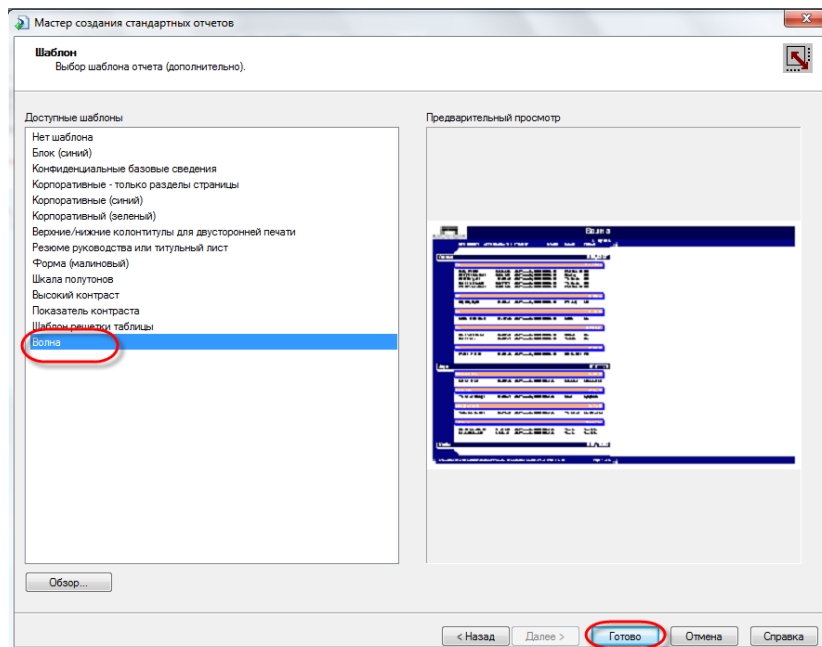 Мастер создания стандартных отчетов
Шаблон
Выбор шаблона отчета (дополнительно).
Доступные шаблоны
Нет шаблона
Блок (синий)
Конфиденциальные базовые сведения
Корпоративные - только разделы страницы
Корпоративные (синий)
Корпоративный (зеленый)
Верхние/нижние колонтитулы для двусторонней печати
Резюме руководства или титульный лист
Форма (малиновый)
Шкала полутонов
Высокий контраст
Показатель контраста
Шаблон решетки таблицы
Волна
Предварительный просмотр
Волна
Обзор...
< Назад
Далее >
Готово
Отмена
Справка